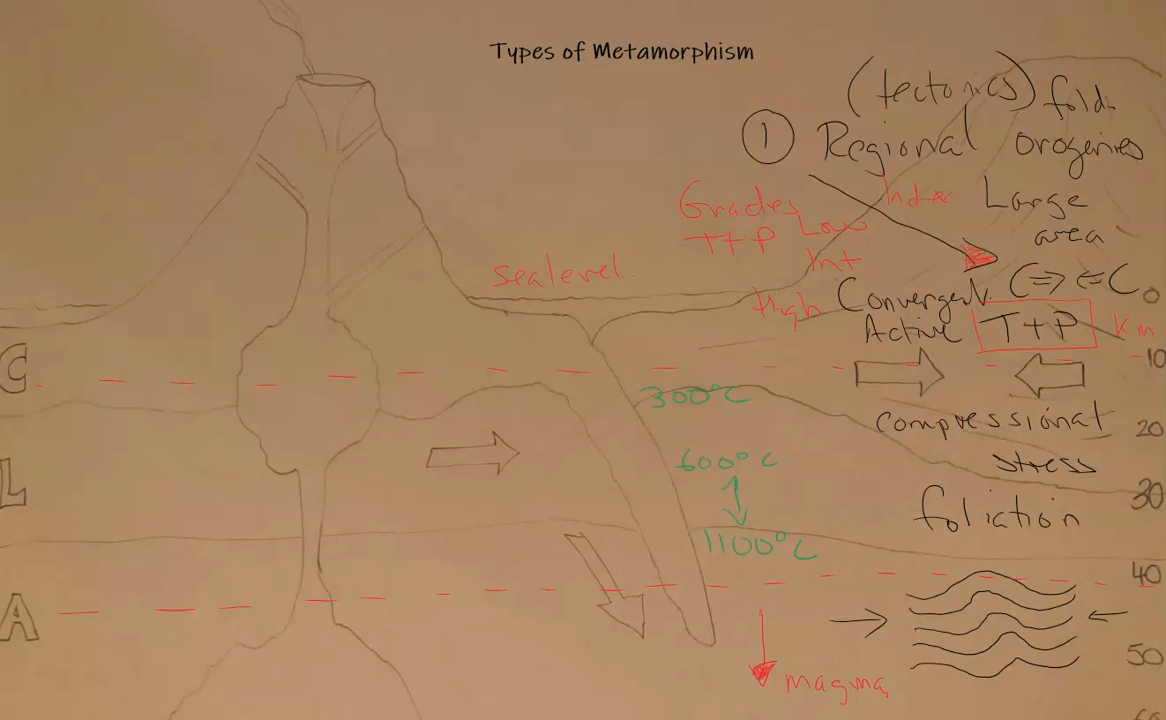 Types of Metamorphism
(tectonics) fold
① Regional orogenies
Grades Index Large
T+P Low area
Int
sealevel
High Convergent C⇒⇐C 0
Active T+P Km
C 10
300°C
compressional 20
600°C stress
L 30
foliation
1100°C
40
A
50
magma